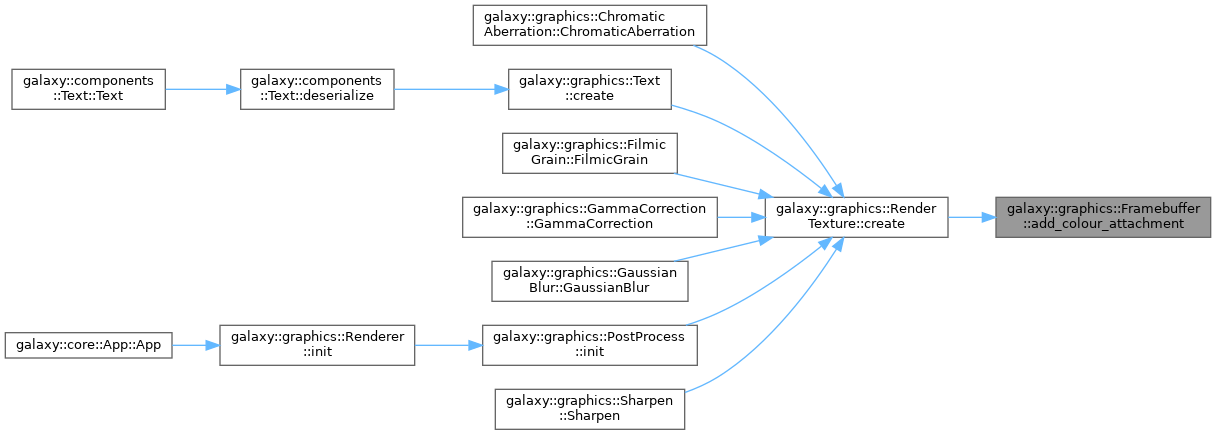 galaxy::graphics::Chromatic
Aberration::ChromaticAberration
galaxy::components
::Text::Text
galaxy::components
::Text::deserialize
galaxy::graphics::Text
::create
galaxy::graphics::Filmic
Grain::FilmicGrain
galaxy::graphics::GammaCorrection
::GammaCorrection
galaxy::graphics::Render
Texture::create
galaxy::graphics::Framebuffer
::add_colour_attachment
galaxy::graphics::Gaussian
Blur::GaussianBlur
galaxy::core::App::App
galaxy::graphics::Renderer
::init
galaxy::graphics::PostProcess
::init
galaxy::graphics::Sharpen
::Sharpen